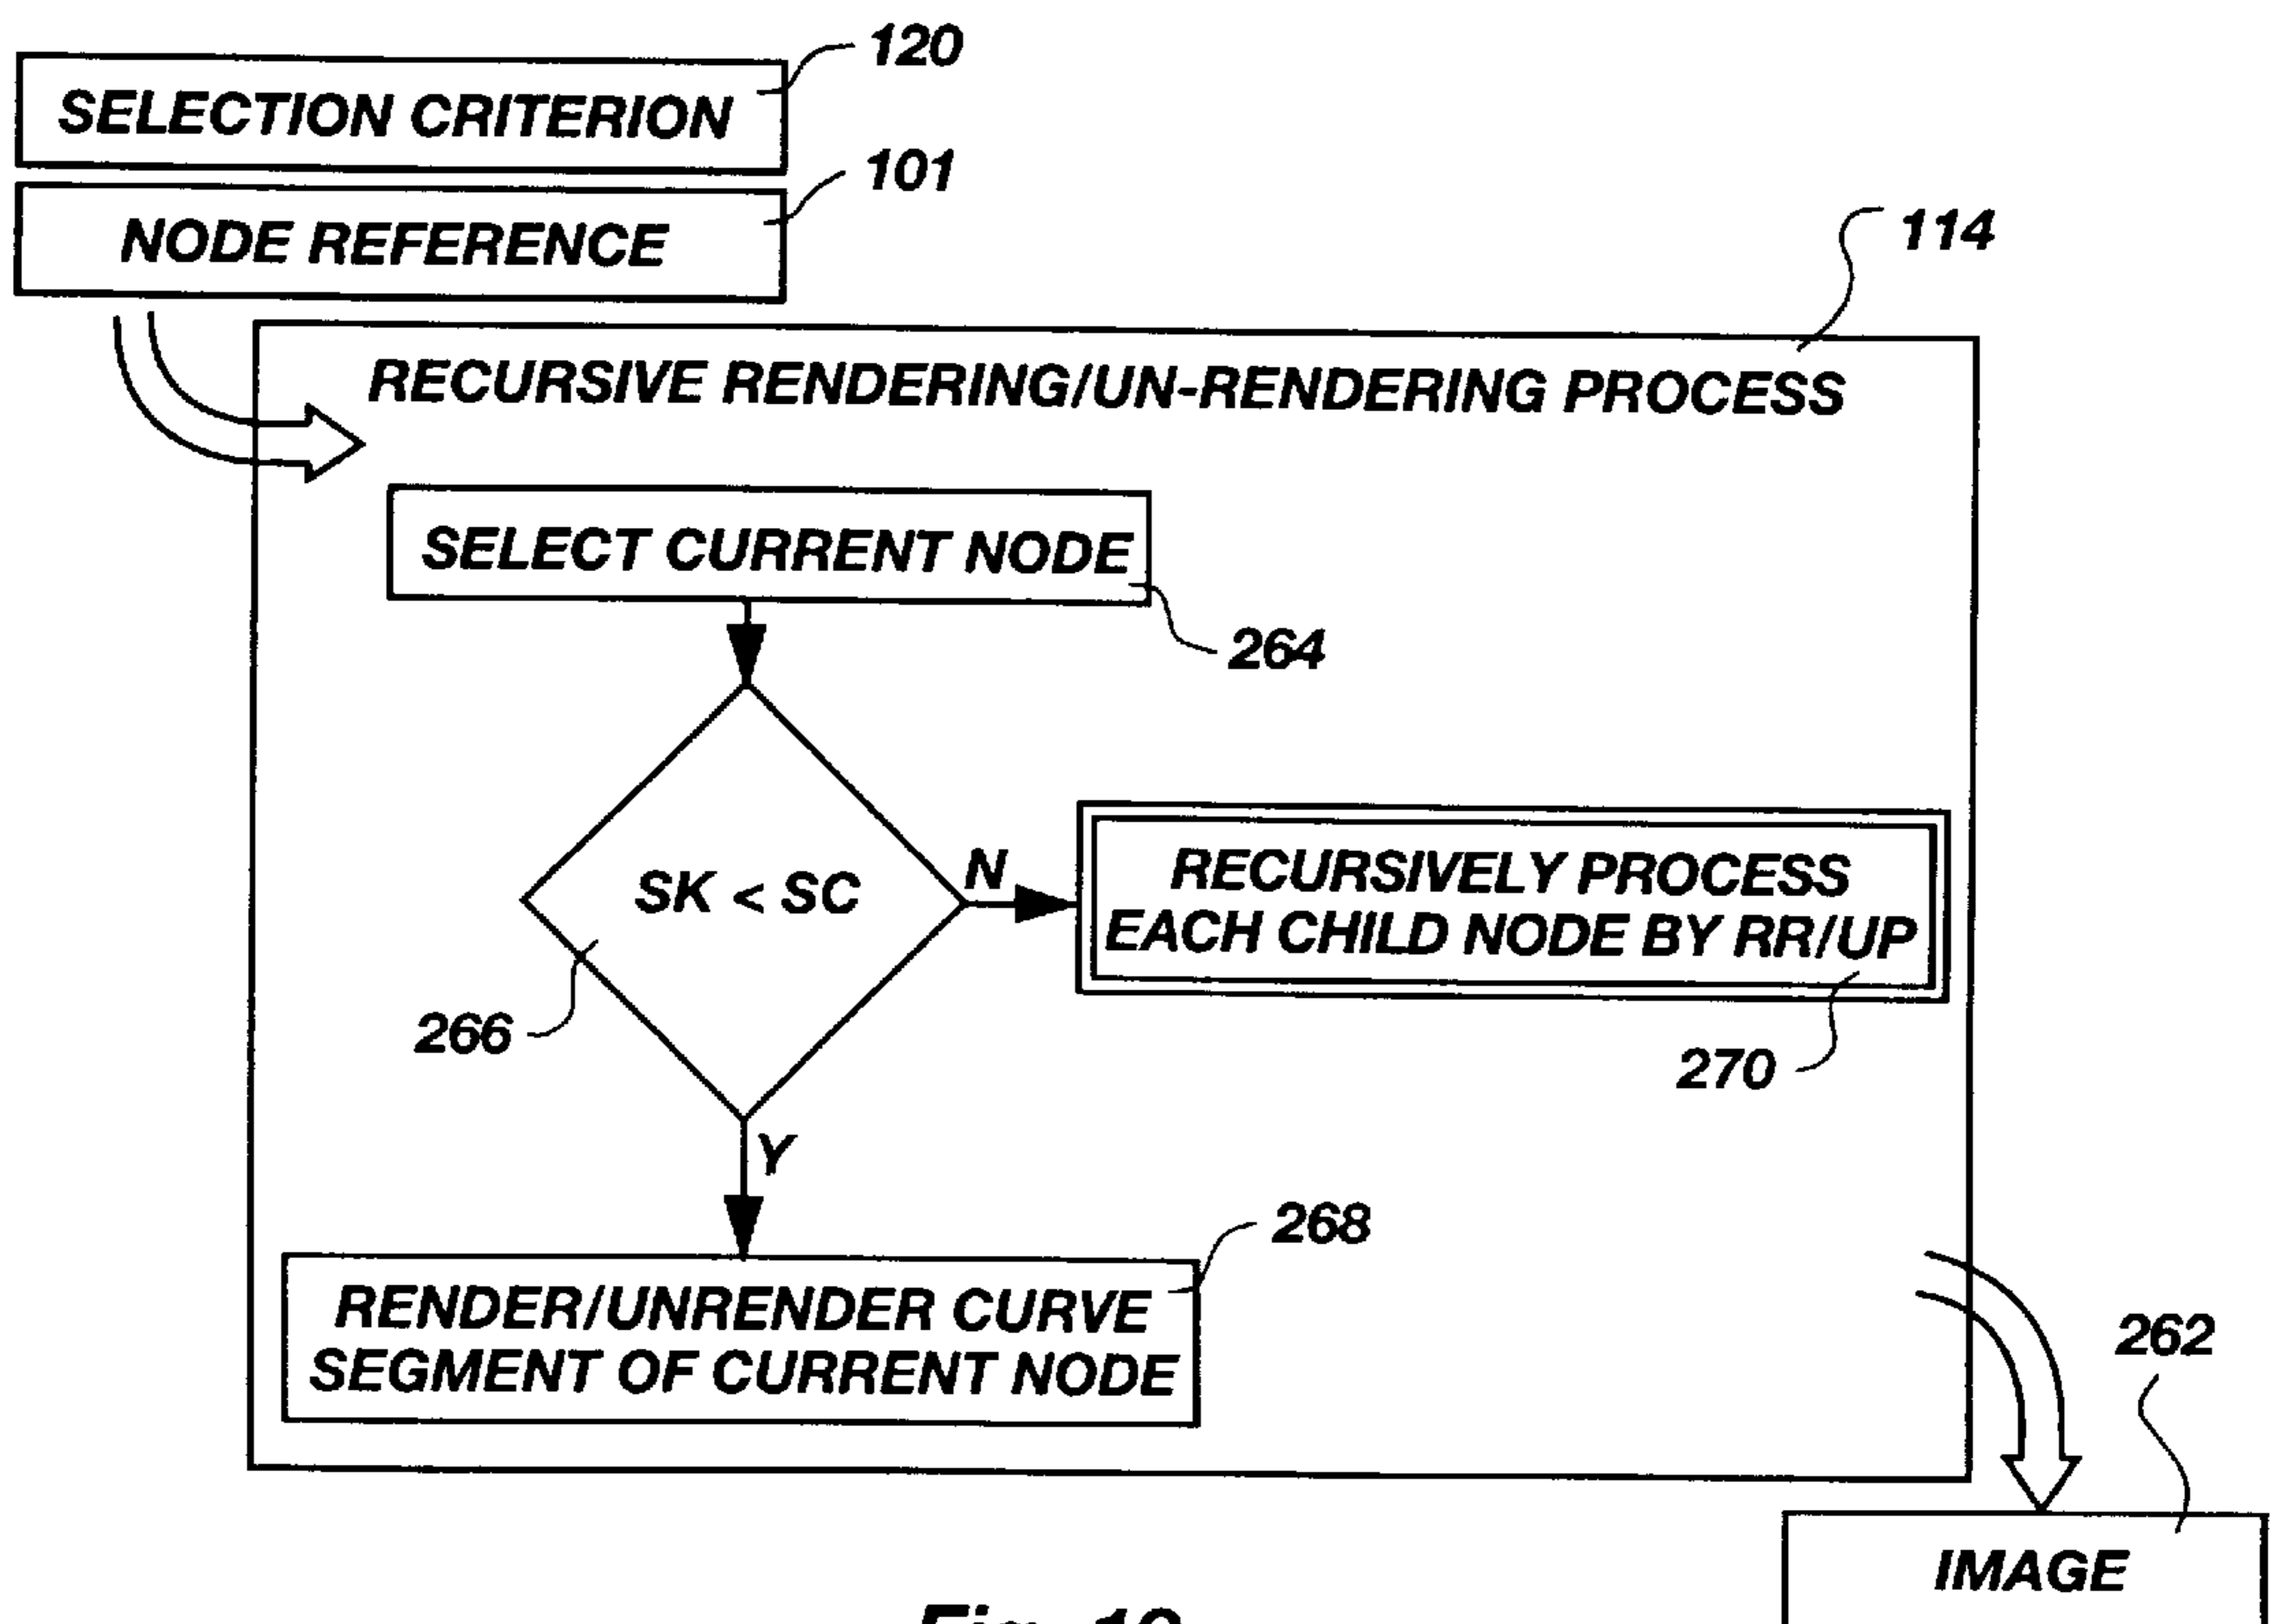 120
SELECTION CRITERION
101
NODE REFERENCE
114
RECURSIVE RENDERING/UN-RENDERING PROCESS
SELECT CURRENT NODE
264
SK < SC
N
RECURSIVELY PROCESS
EACH CHILD NODE BY RR/UP
266
270
Y
268
RENDER/UNRENDER CURVE
SEGMENT OF CURRENT NODE
262
IMAGE
Fig.